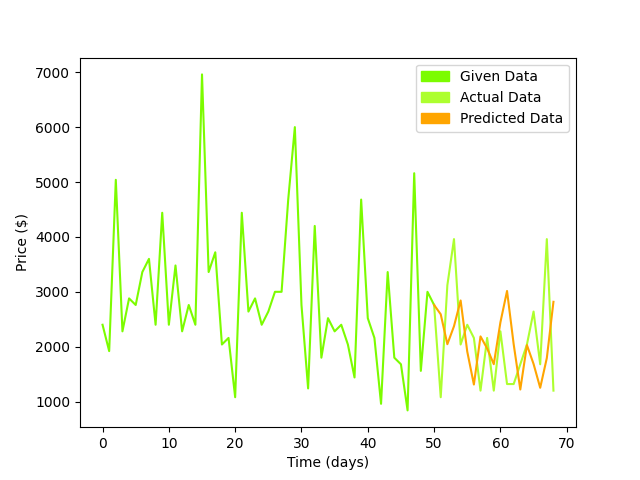 Given Data
Actual Data
Predicted Data
7000
6000
5000
4000
3000
2000
1000
Price ($)
0 10 20 30 40 50 60 70
Time (days)